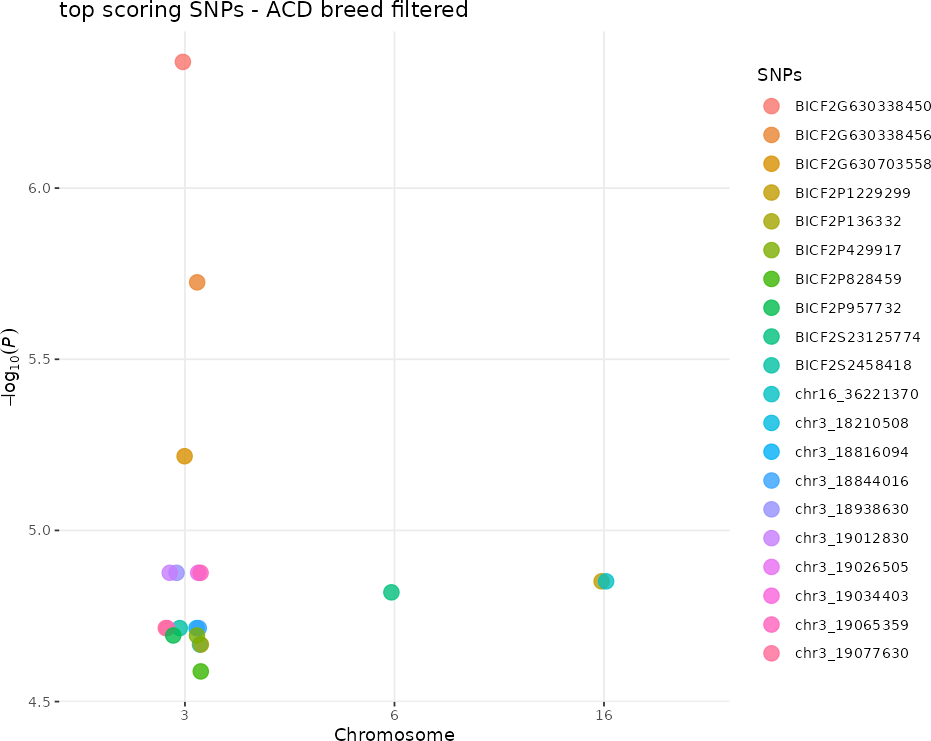 top scoring SNPs - ACD breed filtered
−log10(P)
6.0
5.5
5.0
4.5
3
6
16
Chromosome
SNPs
BICF2G630338450
BICF2G630338456
BICF2G630703558
BICF2P1229299
BICF2P136332
BICF2P429917
BICF2P828459
BICF2P957732
BICF2S23125774
BICF2S2458418
chr16_36221370
chr3_18210508
chr3_18816094
chr3_18844016
chr3_18938630
chr3_19012830
chr3_19026505
chr3_19034403
chr3_19065359
chr3_19077630